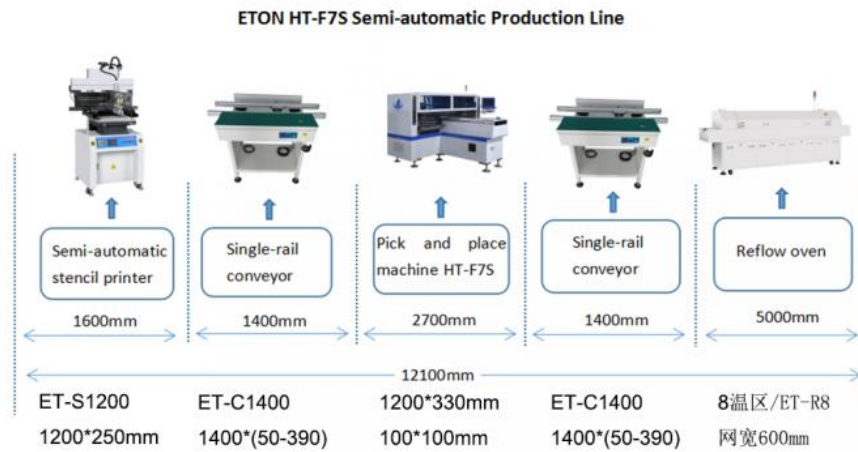 ETON HT-F7S Semi-automatic Production Line
Semi-automatic
stencil printer
Single-rail
conveyor
Pick and place
machine HT-F7S
Single-rail
conveyor
Reflow oven
1600mm
1400mm
2700mm
1400mm
5000mm
12100mm
ET-S1200
ET-C1400
1200*330mm
ET-C1400
8温区/ET-R8
1200*250mm
1400*(50-390)
100*100mm
1400*(50-390)
网宽600mm